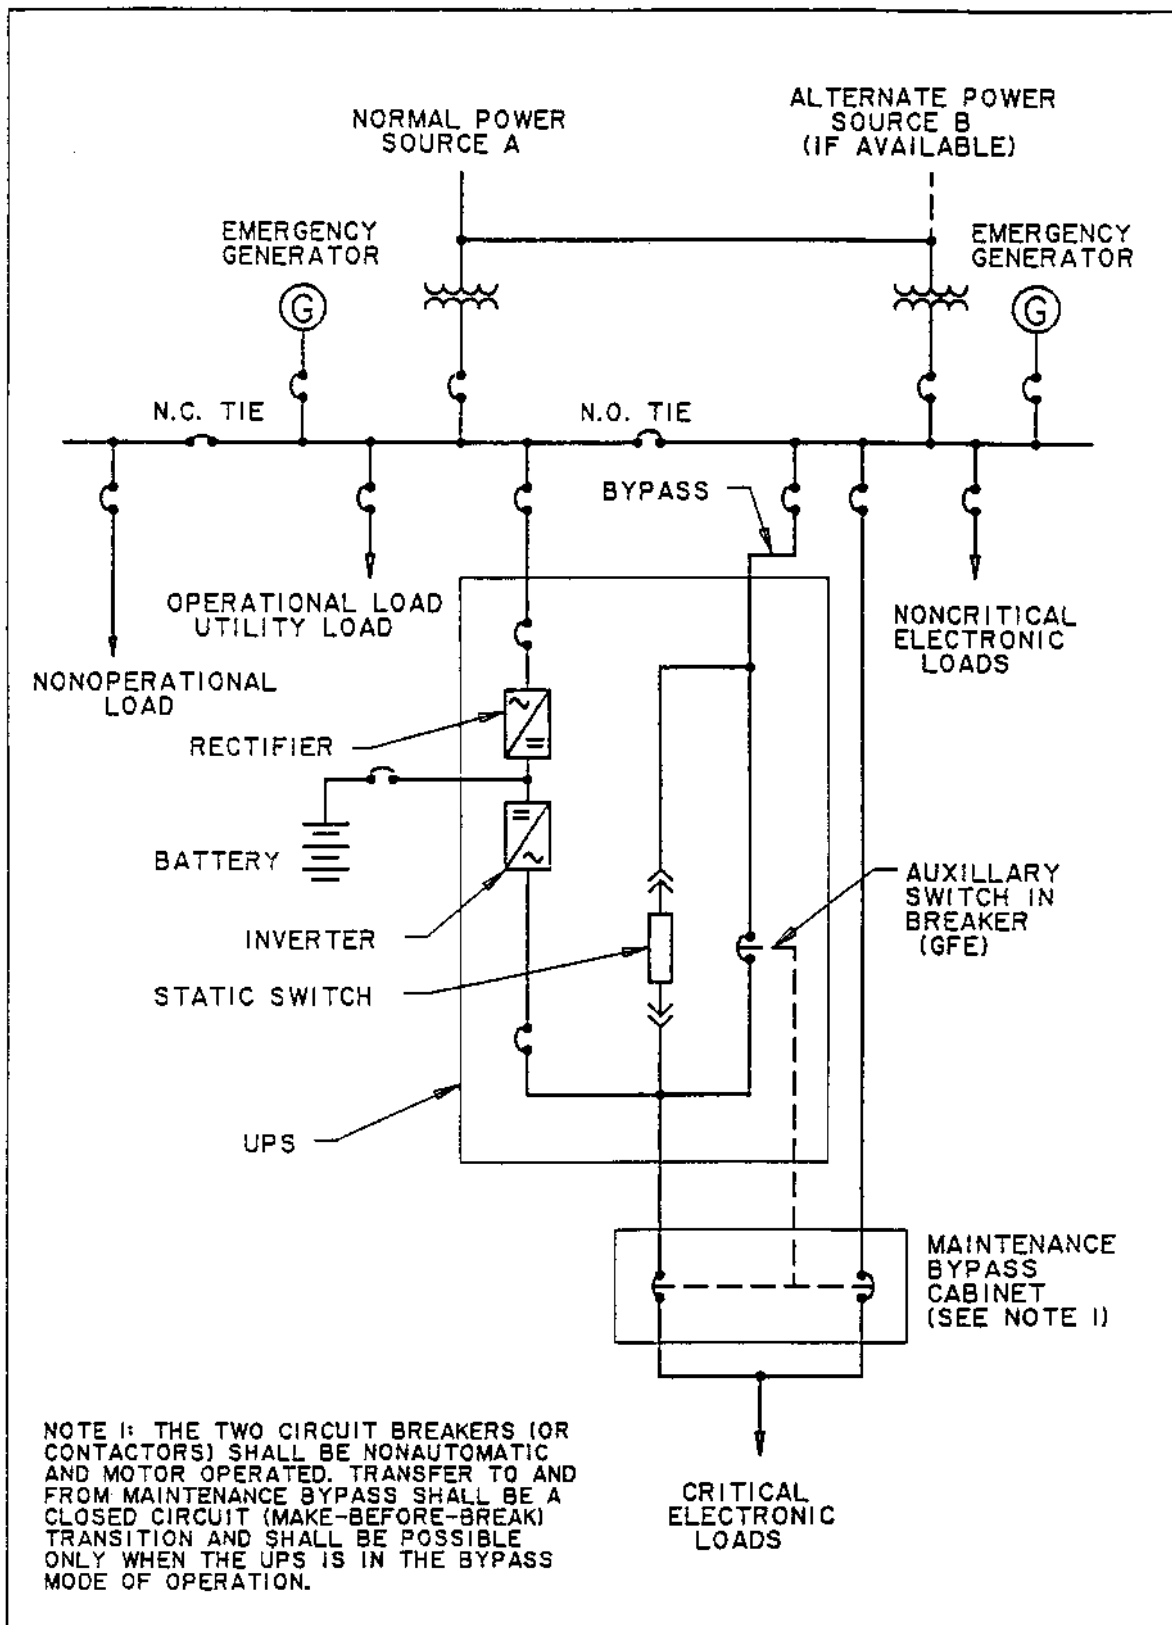 NORMAL POWER
SOURCE A
ALTERNATE POWER
SOURCE B
(IF AVAILABLE)
EMERGENCY
GENERATOR
EMERGENCY
GENERATOR
G
G
N.C. TIE
N.O. TIE
BYPASS
OPERATIONAL LOAD
UTILITY LOAD
NONCRITICAL
ELECTRONIC
LOADS
NONOPERATIONAL
LOAD
RECTIFIER
BATTERY
AUXILLARY
SWITCH IN
BREAKER
(GFE)
INVERTER
STATIC SWITCH
UPS
MAINTENANCE
BYPASS
CABINET
(SEE NOTE 1)
NOTE 1: THE TWO CIRCUIT BREAKERS (OR
CONTACTORS) SHALL BE NONAUTOMATIC
AND MOTOR OPERATED. TRANSFER TO AND
FROM MAINTENANCE BYPASS SHALL BE A
CLOSED CIRCUIT (MAKE-BEFORE-BREAK)
TRANSITION AND SHALL BE POSSIBLE
ONLY WHEN THE UPS IS IN THE BYPASS
MODE OF OPERATION.
CRITICAL
ELECTRONIC
LOADS